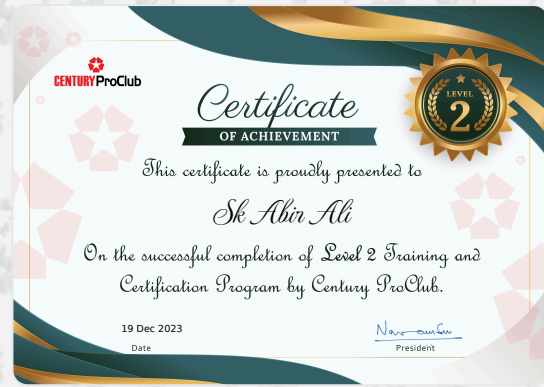 CENTURY ProClub
Certificate
OF ACHIEVEMENT
LEVEL
2
This certificate is proudly presented to
Sk Abir Ali
On the successful completion of Level 2 Training and
Certification Program by Century ProClub.
19 Dec 2023
Date
President